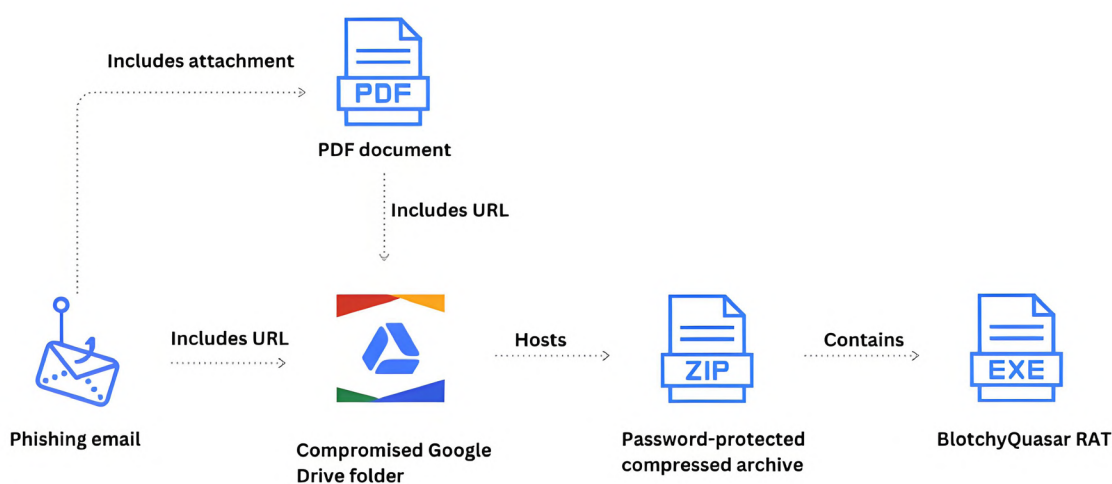 Includes attachment
PDF
PDF document
Includes URL
Includes URL
Hosts
ZIP
Contains
EXE
Phishing email
Compromised Google
Drive folder
Password-protected
compressed archive
BlotchyQuasar RAT